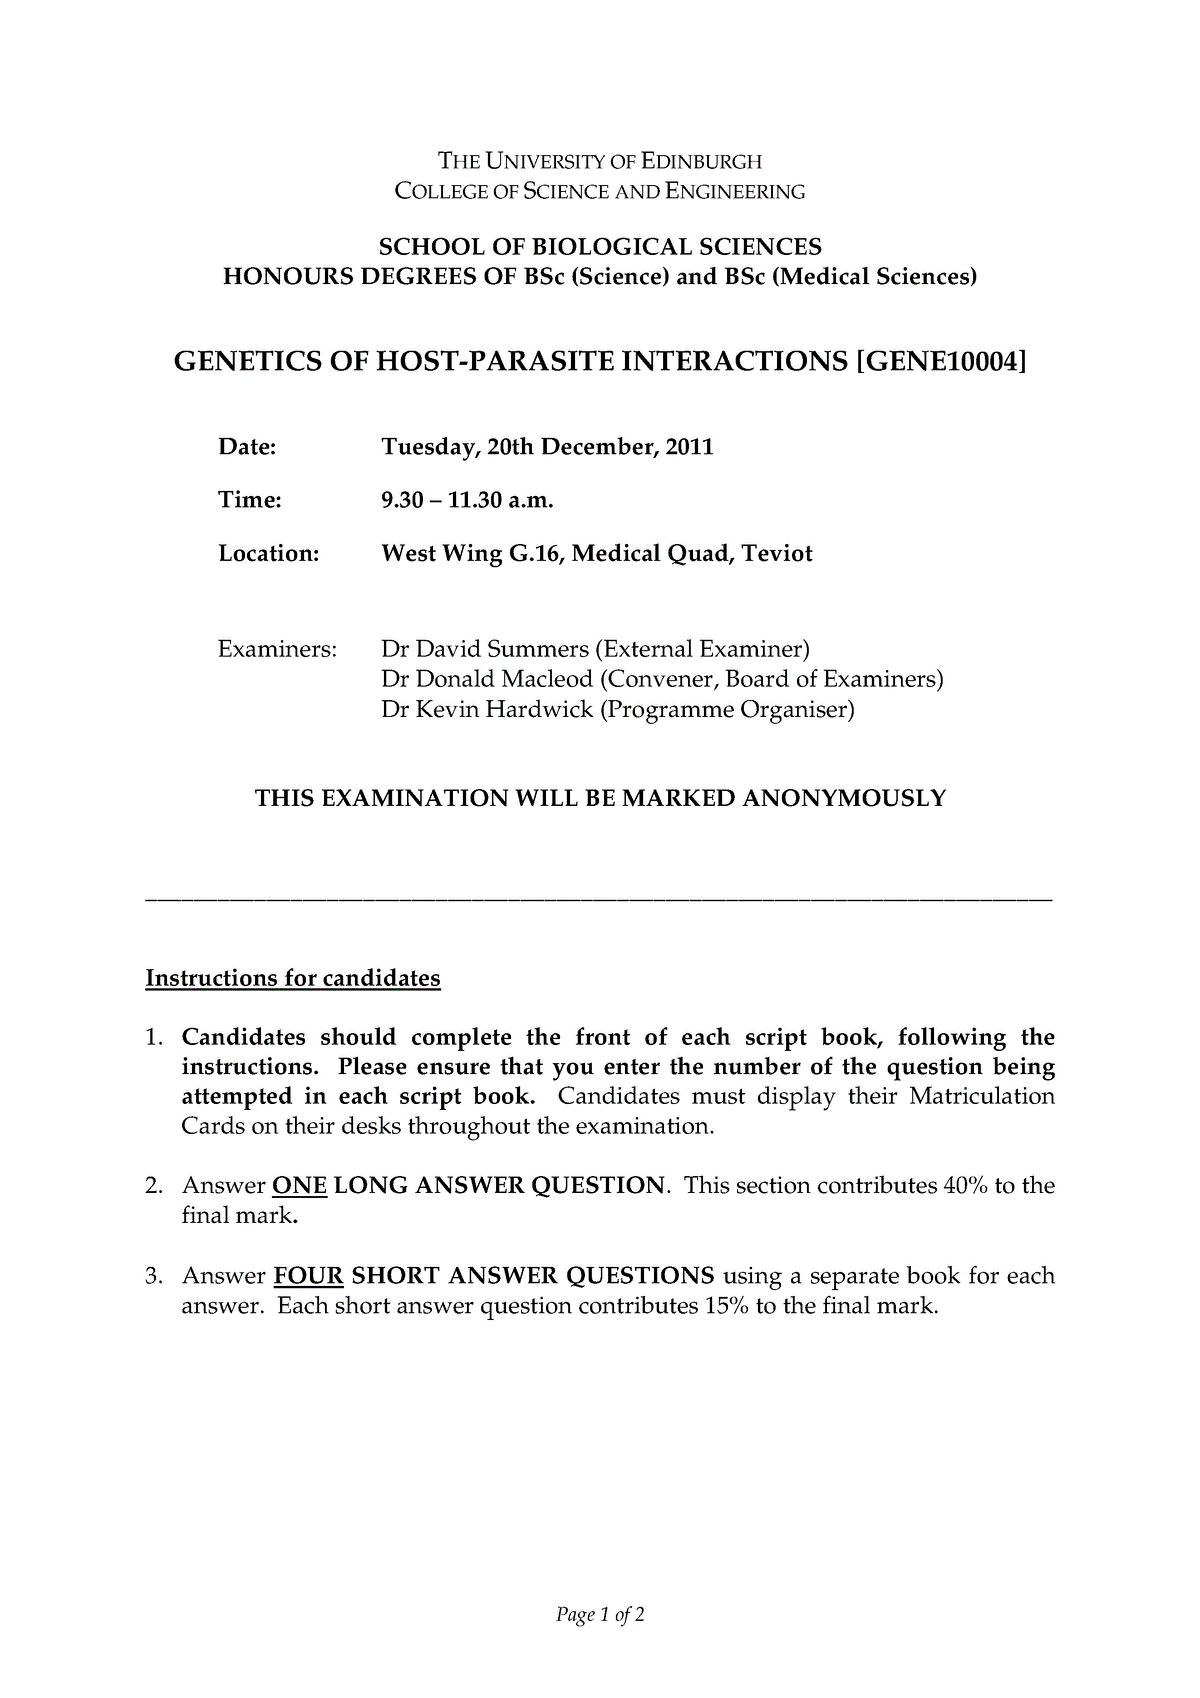 THE UNIVERSITY OF EDINBURGH
COLLEGE OF SCIENCE AND ENGINEERING
SCHOOL OF BIOLOGICAL SCIENCES
HONOURS DEGREES OF BSc (Science) and BSc (Medical Sciences)
GENETICS OF HOST-PARASITE INTERACTIONS [GENE10004]
Date: Tuesday, 20th December, 2011
Time: 9.30 – 11.30 a.m.
Location: West Wing G.16, Medical Quad, Teviot
Examiners: Dr David Summers (External Examiner)
Dr Donald Macleod (Convener, Board of Examiners)
Dr Kevin Hardwick (Programme Organiser)
THIS EXAMINATION WILL BE MARKED ANONYMOUSLY
Instructions for candidates
1. Candidates should complete the front of each script book, following the
instructions. Please ensure that you enter the number of the question being
attempted in each script book. Candidates must display their Matriculation
Cards on their desks throughout the examination.
2. Answer ONE LONG ANSWER QUESTION. This section contributes 40% to the
final mark.
3. Answer FOUR SHORT ANSWER QUESTIONS using a separate book for each
answer. Each short answer question contributes 15% to the final mark.
Page 1 of 2